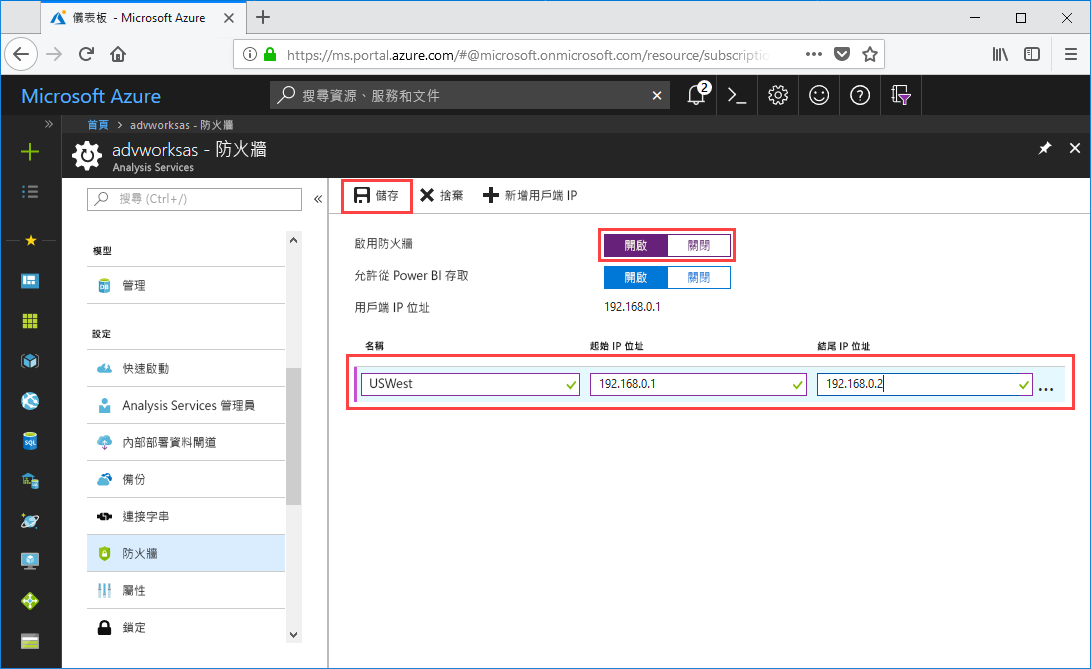 儀表板 - Microsoft Azure
https://ms.portal.azure.com/#@microsoft.onmicrosoft.com/resource/subscriptio
Microsoft Azure
搜尋資源、服務和文件
2
首頁 > advworksas - 防火牆
advworksas - 防火牆
Analysis Services
搜尋 (Ctrl+/)
儲存
捨棄
新增用戶端 IP
模型
管理
設定
快速啟動
Analysis Services 管理員
內部部署資料閘道
備份
連接字串
防火牆
屬性
鎖定
啟用防火牆
開啟 關閉
允許從 Power BI 存取
開啟 關閉
用戶端 IP 位址
192.168.0.1
名稱 起始 IP 位址 結尾 IP 位址
USWest 192.168.0.1 192.168.0.2